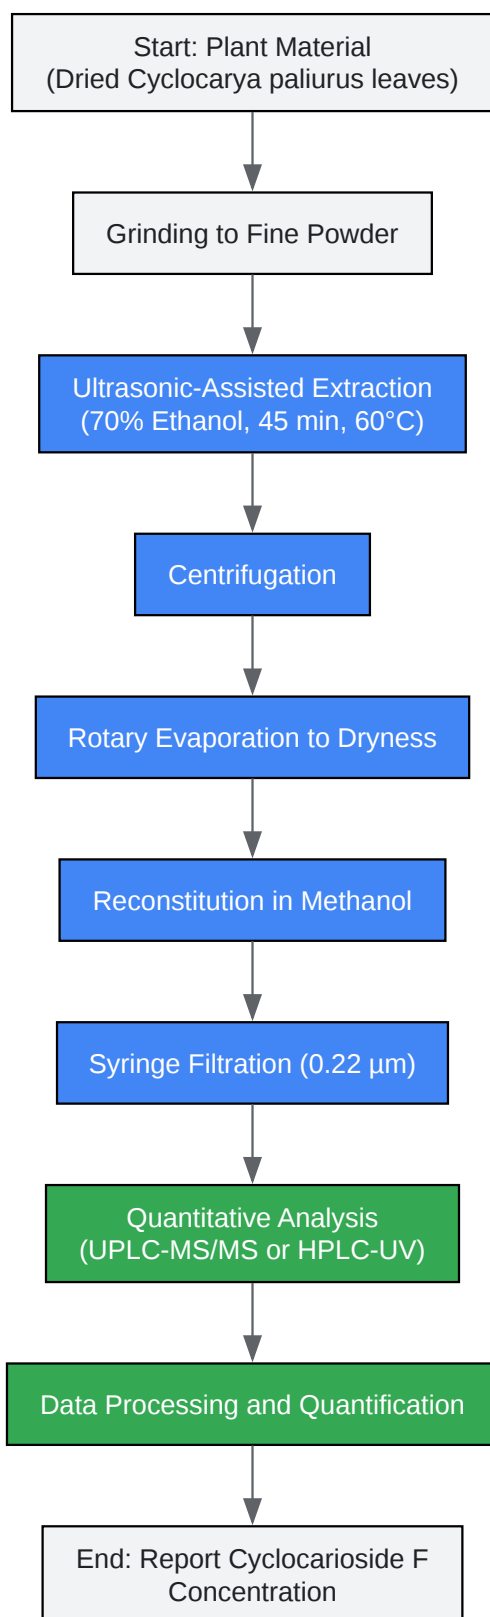 Start: Plant Material
(Dried Cyclocarya paliurus leaves)
Grinding to Fine Powder
Ultrasonic-Assisted Extraction
(70% Ethanol, 45 min, 60°C)
Centrifugation
Rotary Evaporation to Dryness
Reconstitution in Methanol
Syringe Filtration (0.22 µm)
Quantitative Analysis
(UPLC-MS/MS or HPLC-UV)
Data Processing and Quantification
End: Report Cyclocarioside F
Concentration